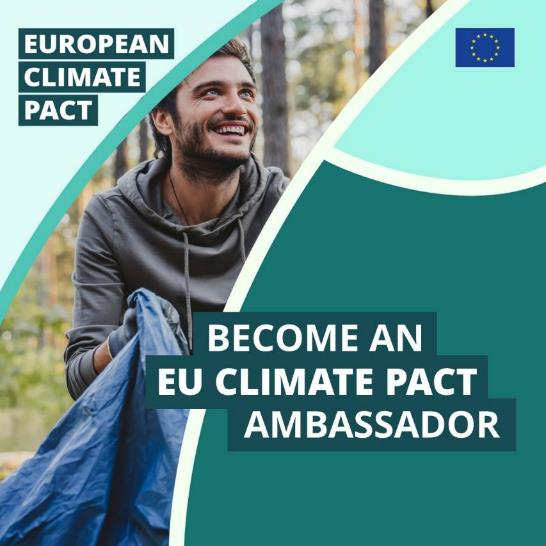 EUROPEAN
CLIMATE
PACT
BECOME AN
EU CLIMATE PACT
AMBASSADOR